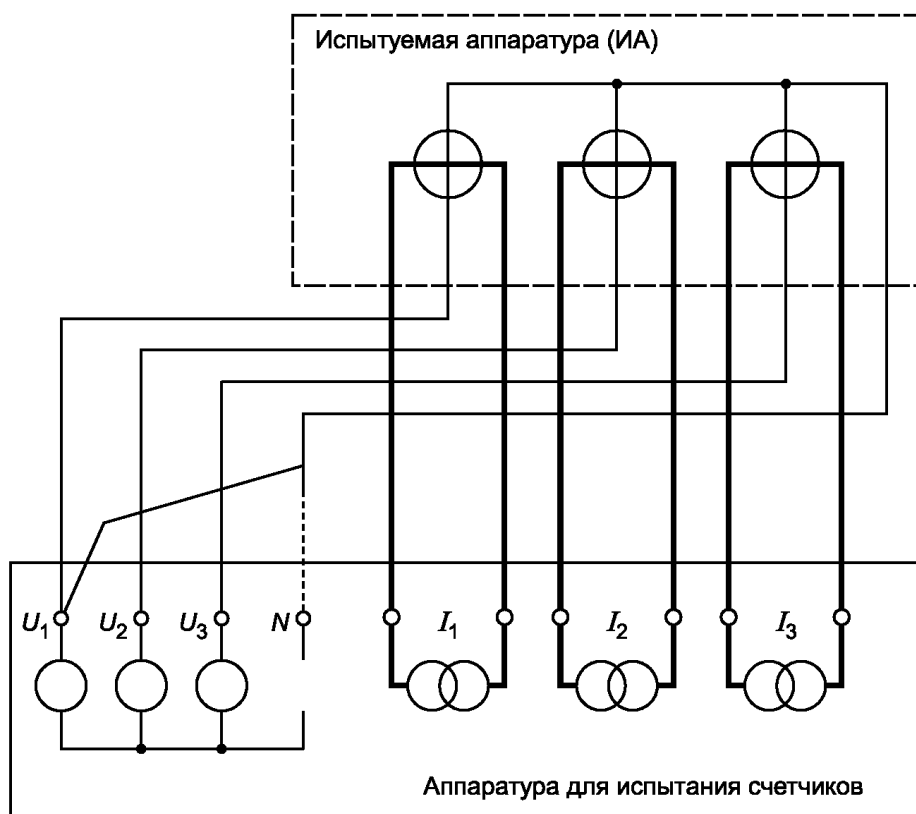 Испытуемая аппаратура (ИА)
U1 U2 U3 N I1 I2 I3
Аппаратура для испытания счетчиков